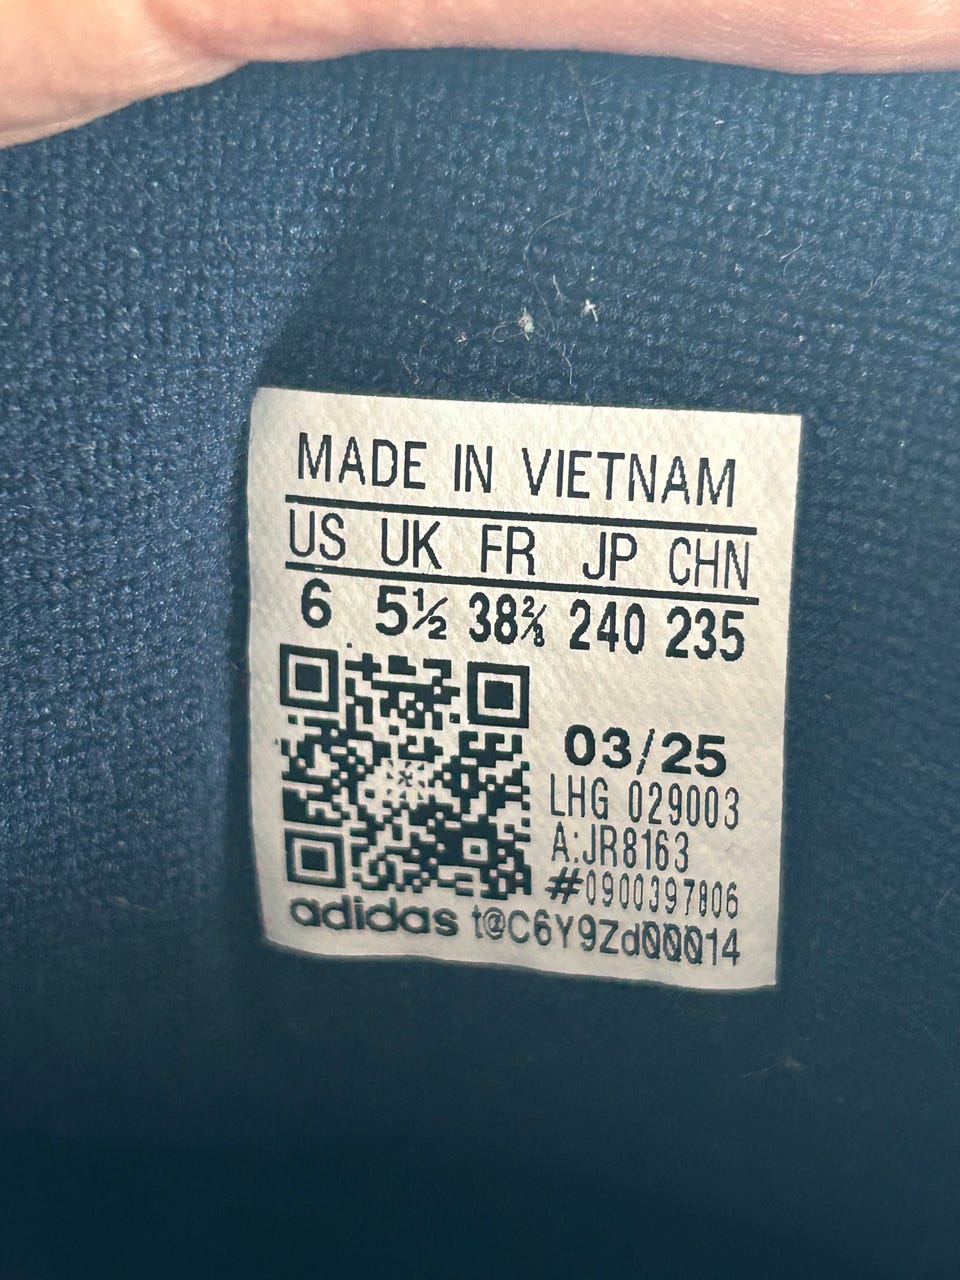 MADE IN VIETNAM
US UK FR JP CHN
6 5½ 38⅔ 240 235
03/25
LHG 029003
A:JR8163
#0900397806
adidas t@C6Y9Zd00014